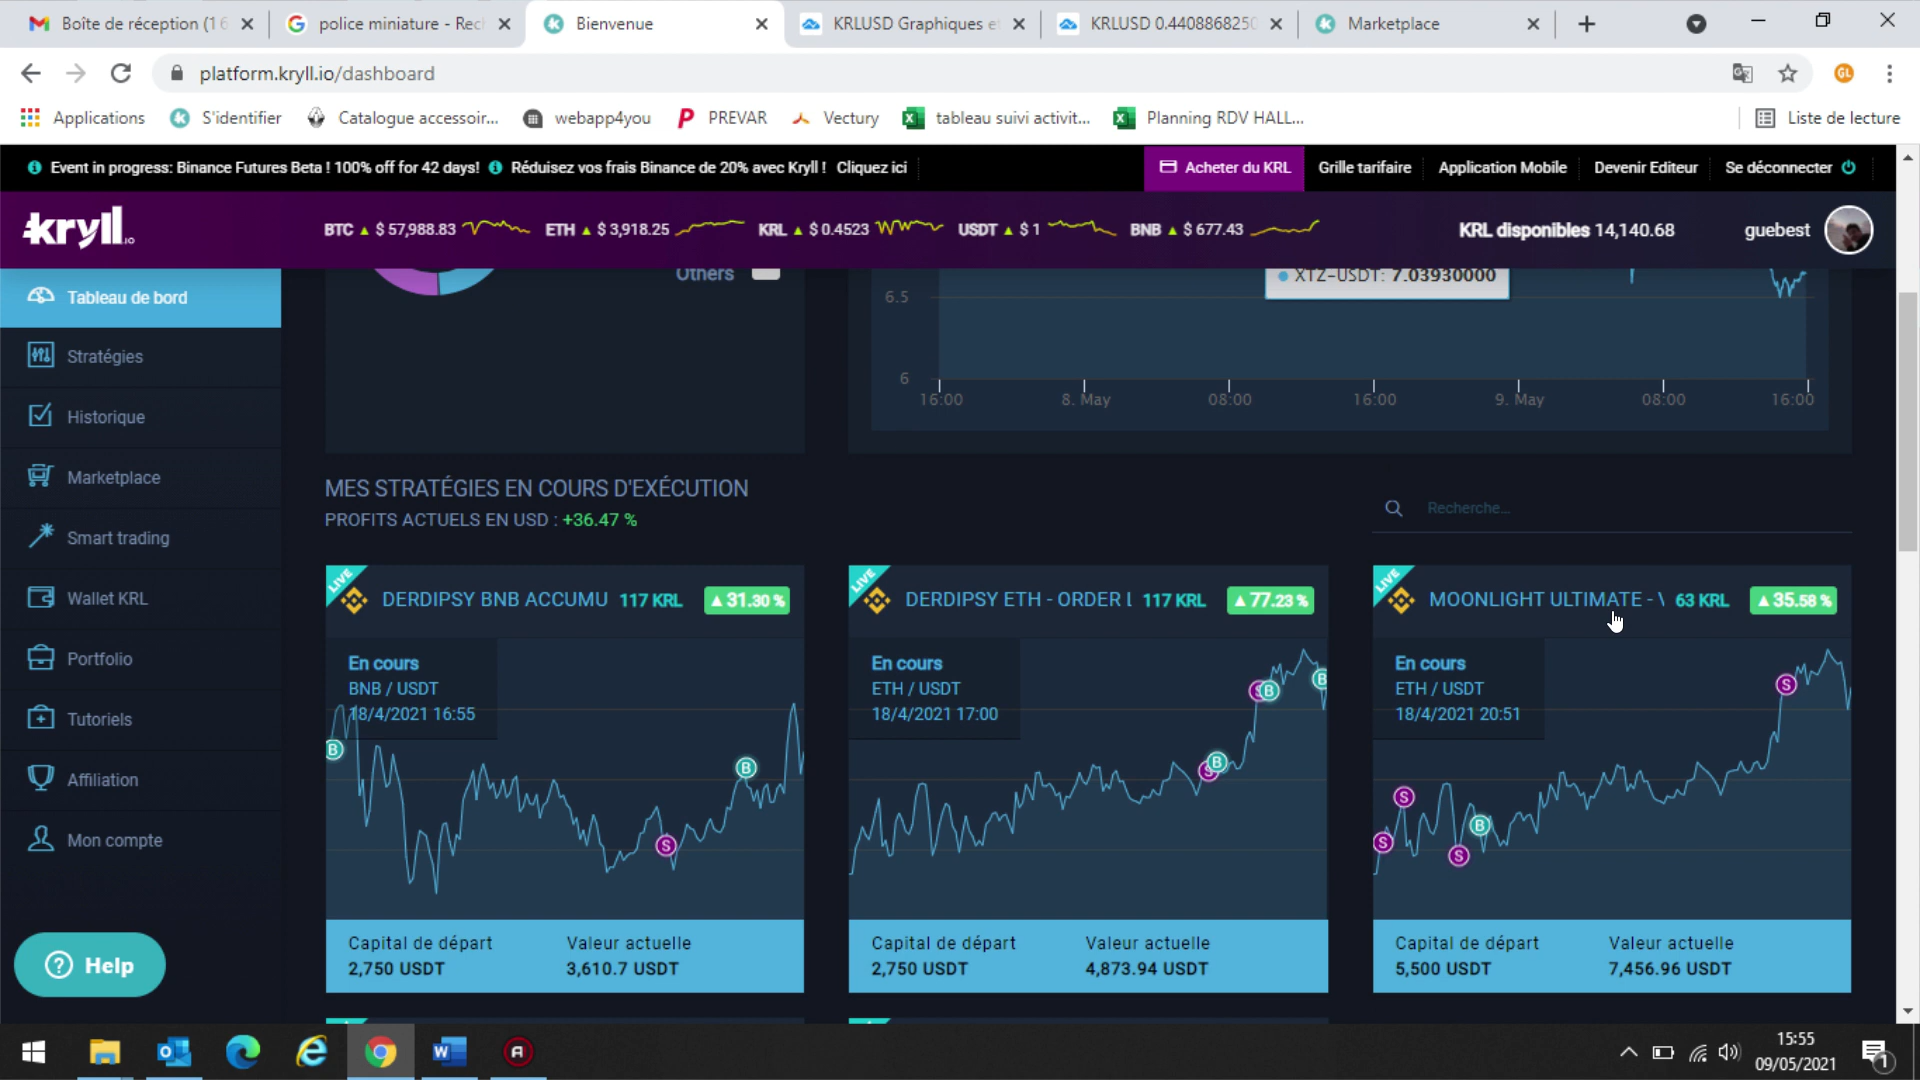 Boîte de réception (1
police miniature - Rec
Bienvenue
KRLUSD Graphiques e
KRLUSD 0.4408868250
Marketplace
platform.kryll.io/dashboard
GL
Applications
S'identifier
Catalogue accessoir...
webapp4you
PREVAR
Vectury
tableau suivi activit...
Planning RDV HALL...
Liste de lecture
Event in progress: Binance Futures Beta ! 100% off for 42 days!
Réduisez vos frais Binance de 20% avec Kryll !
Cliquez ici
Acheter du KRL
Grille tarifaire
Application Mobile
Devenir Editeur
Se déconnecter
kryll.io
BTC ▲ $ 57,988.83
ETH ▲ $ 3,918.25
KRL ▲ $ 0.4523
USDT ▲ $ 1
BNB ▲ $ 677.43
KRL disponibles 14,140.68
guebest
Tableau de bord
Stratégies
Historique
Marketplace
Smart trading
Wallet KRL
Portfolio
Tutoriels
Affiliation
Mon compte
Help
Others
XTZ-USDT: 7.03930000
6.5
6
16:00
8. May
08:00
16:00
9. May
08:00
16:00
MES STRATÉGIES EN COURS D'EXÉCUTION
PROFITS ACTUELS EN USD : +36.47 %
Recherche...
LIVE
DERDIPSY BNB ACCUMU
117 KRL
▲31.30 %
En cours
BNB / USDT
18/4/2021 16:55
B
S
B
Capital de départ
2,750 USDT
Valeur actuelle
3,610.7 USDT
LIVE
DERDIPSY ETH - ORDER L
117 KRL
▲77.23 %
En cours
ETH / USDT
18/4/2021 17:00
S
B
S
B
B
Capital de départ
2,750 USDT
Valeur actuelle
4,873.94 USDT
LIVE
MOONLIGHT ULTIMATE - V
63 KRL
▲35.58 %
En cours
ETH / USDT
18/4/2021 20:51
S
S
S
B
S
Capital de départ
5,500 USDT
Valeur actuelle
7,456.96 USDT
15:55
09/05/2021
1